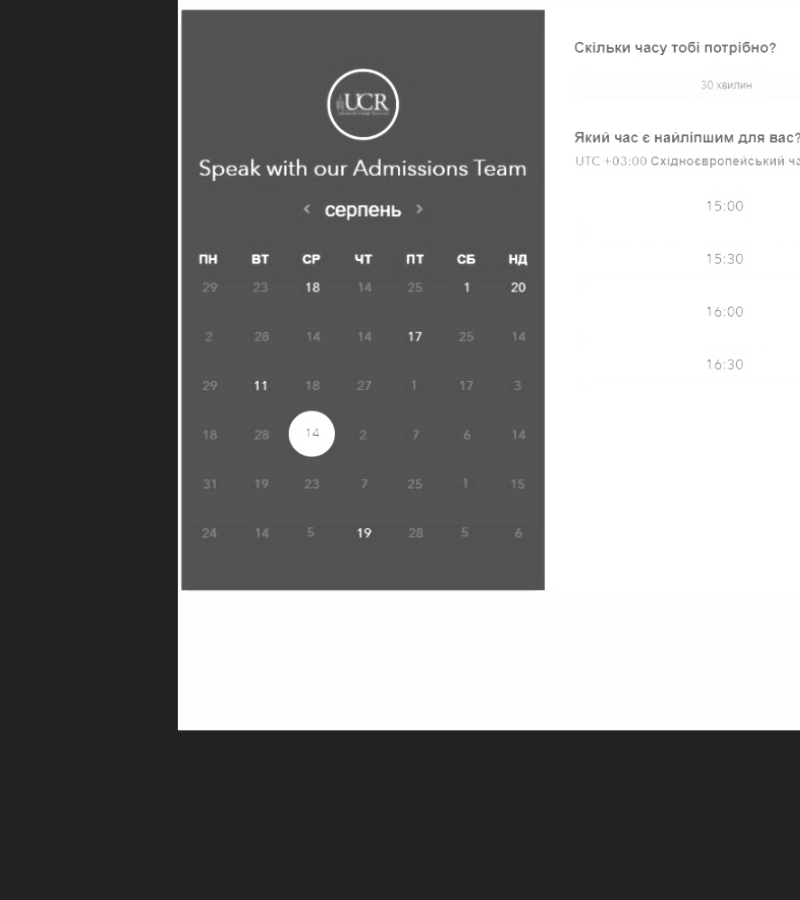 UCR
Speak with our Admissions Team
‹ серпень ›
ПН ВТ СР ЧТ ПТ СБ НД
29 23 18 14 25 1 20
2 28 14 14 17 25 14
29 11 18 27 1 17 3
18 28 14 2 7 6 14
31 19 23 7 25 1 15
24 14 5 19 28 5 6
Скільки часу тобі потрібно?
30 хвилин
Який час є найліпшим для вас?
UTC +03:00 Східноєвропейський ча
15:00
15:30
16:00
16:30